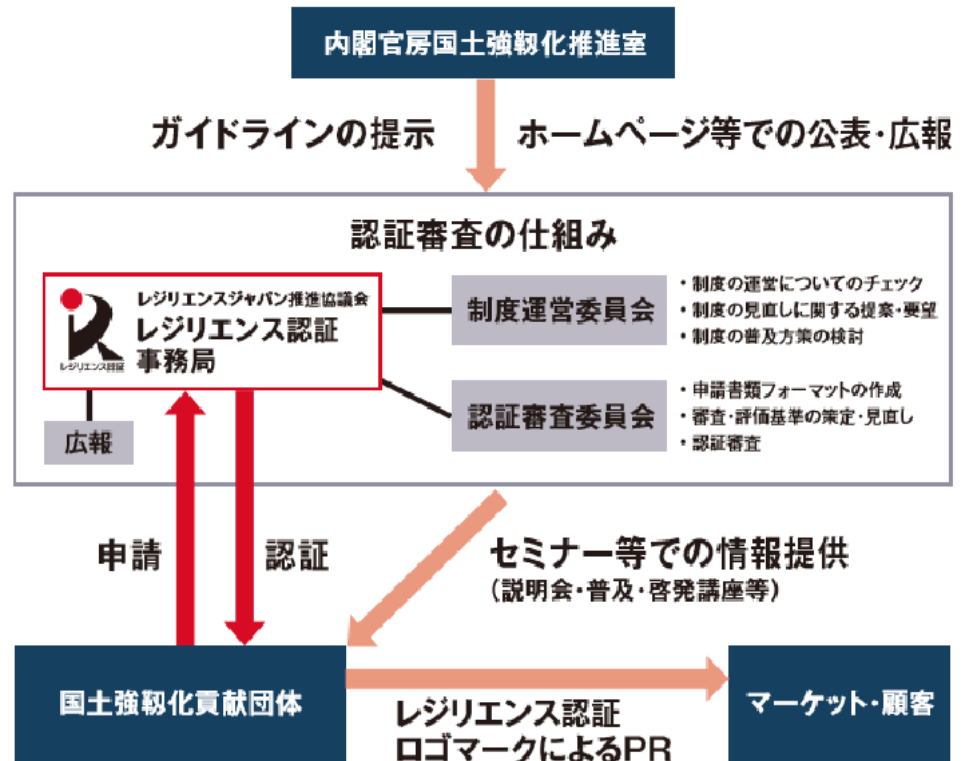 内閣官房国土強靱化推進室
ガイドラインの提示
ホームページ等での公表・広報
認証審査の仕組み
レジリエンスジャパン推進協議会
レジリエンス認証
事務局
レジリエンス認証
広報
制度運営委員会
・制度の運営についてのチェック
・制度の見直しに関する提案・要望
・制度の普及方策の検討
認証審査委員会
・申請書類フォーマットの作成
・審査・評価基準の策定・見直し
・認証審査
申請
認証
セミナー等での情報提供
（説明会・普及・啓発講座等）
国土強靱化貢献団体
レジリエンス認証
ロゴマークによるPR
マーケット・顧客